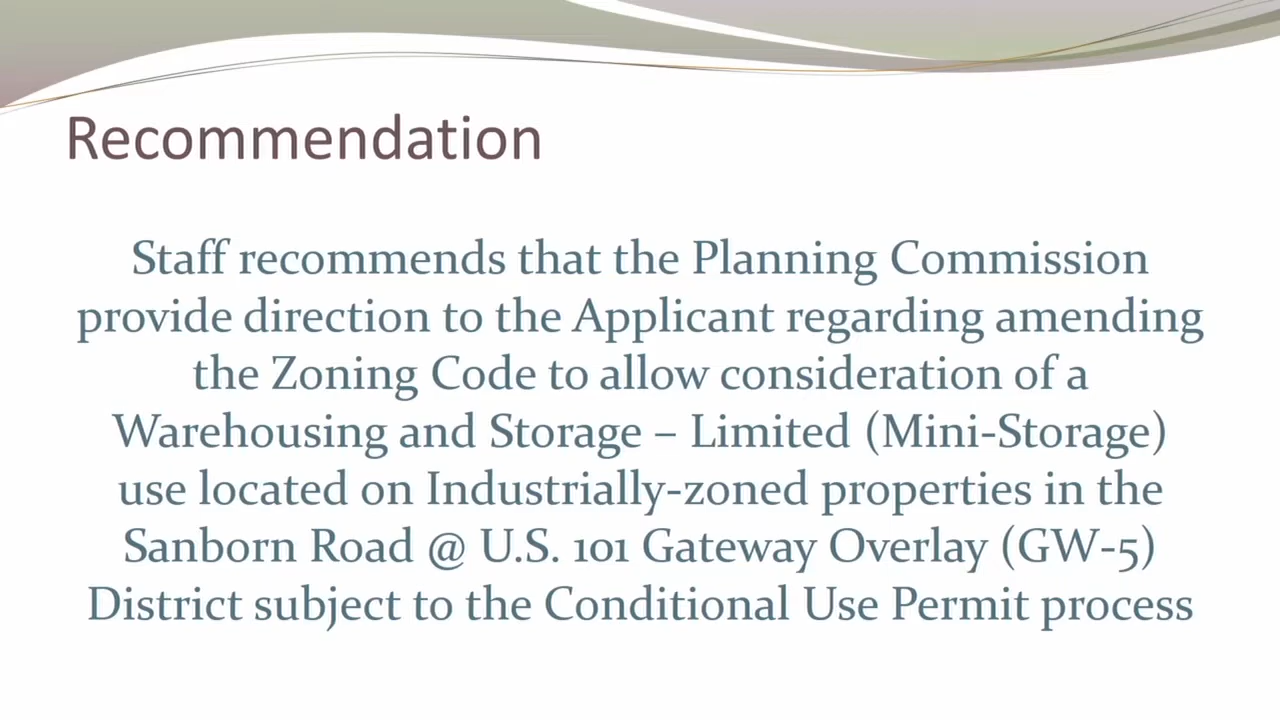 Recommendation
Staff recommends that the Planning Commission
provide direction to the Applicant regarding amending
the Zoning Code to allow consideration of a
Warehousing and Storage – Limited (Mini-Storage)
use located on Industrially-zoned properties in the
Sanborn Road @ U.S. 101 Gateway Overlay (GW-5)
District subject to the Conditional Use Permit process